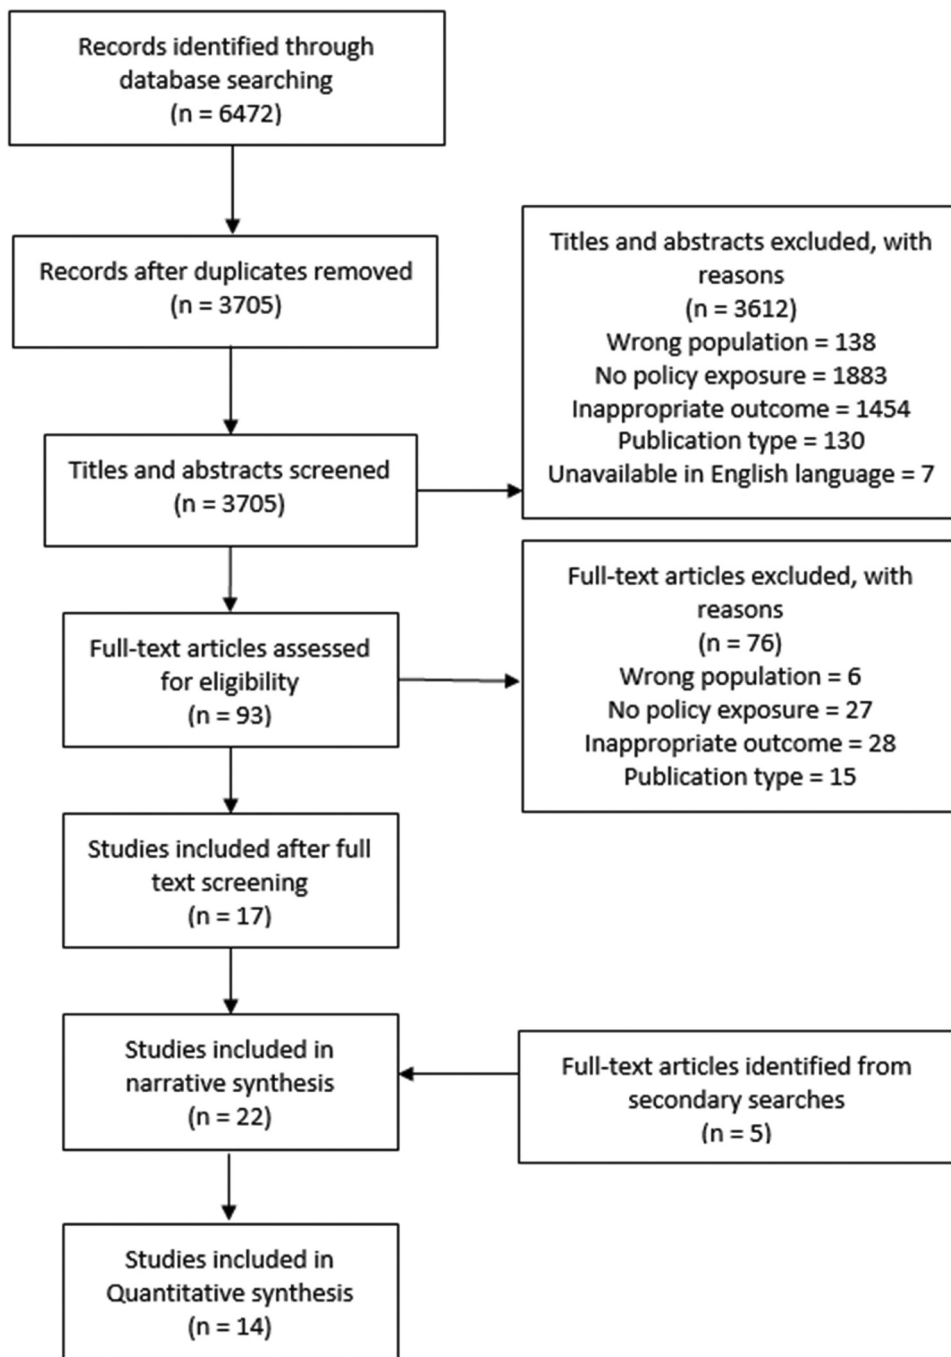 Records identified through
database searching
(n = 6472)
Records after duplicates removed
(n = 3705)
Titles and abstracts screened
(n = 3705)
Titles and abstracts excluded, with
reasons
(n = 3612)
Wrong population = 138
No policy exposure = 1883
Inappropriate outcome = 1454
Publication type = 130
Unavailable in English language = 7
Full-text articles assessed
for eligibility
(n = 93)
Full-text articles excluded, with
reasons
(n = 76)
Wrong population = 6
No policy exposure = 27
Inappropriate outcome = 28
Publication type = 15
Studies included after full
text screening
(n = 17)
Studies included in
narrative synthesis
(n = 22)
Full-text articles identified from
secondary searches
(n = 5)
Studies included in
Quantitative synthesis
(n = 14)